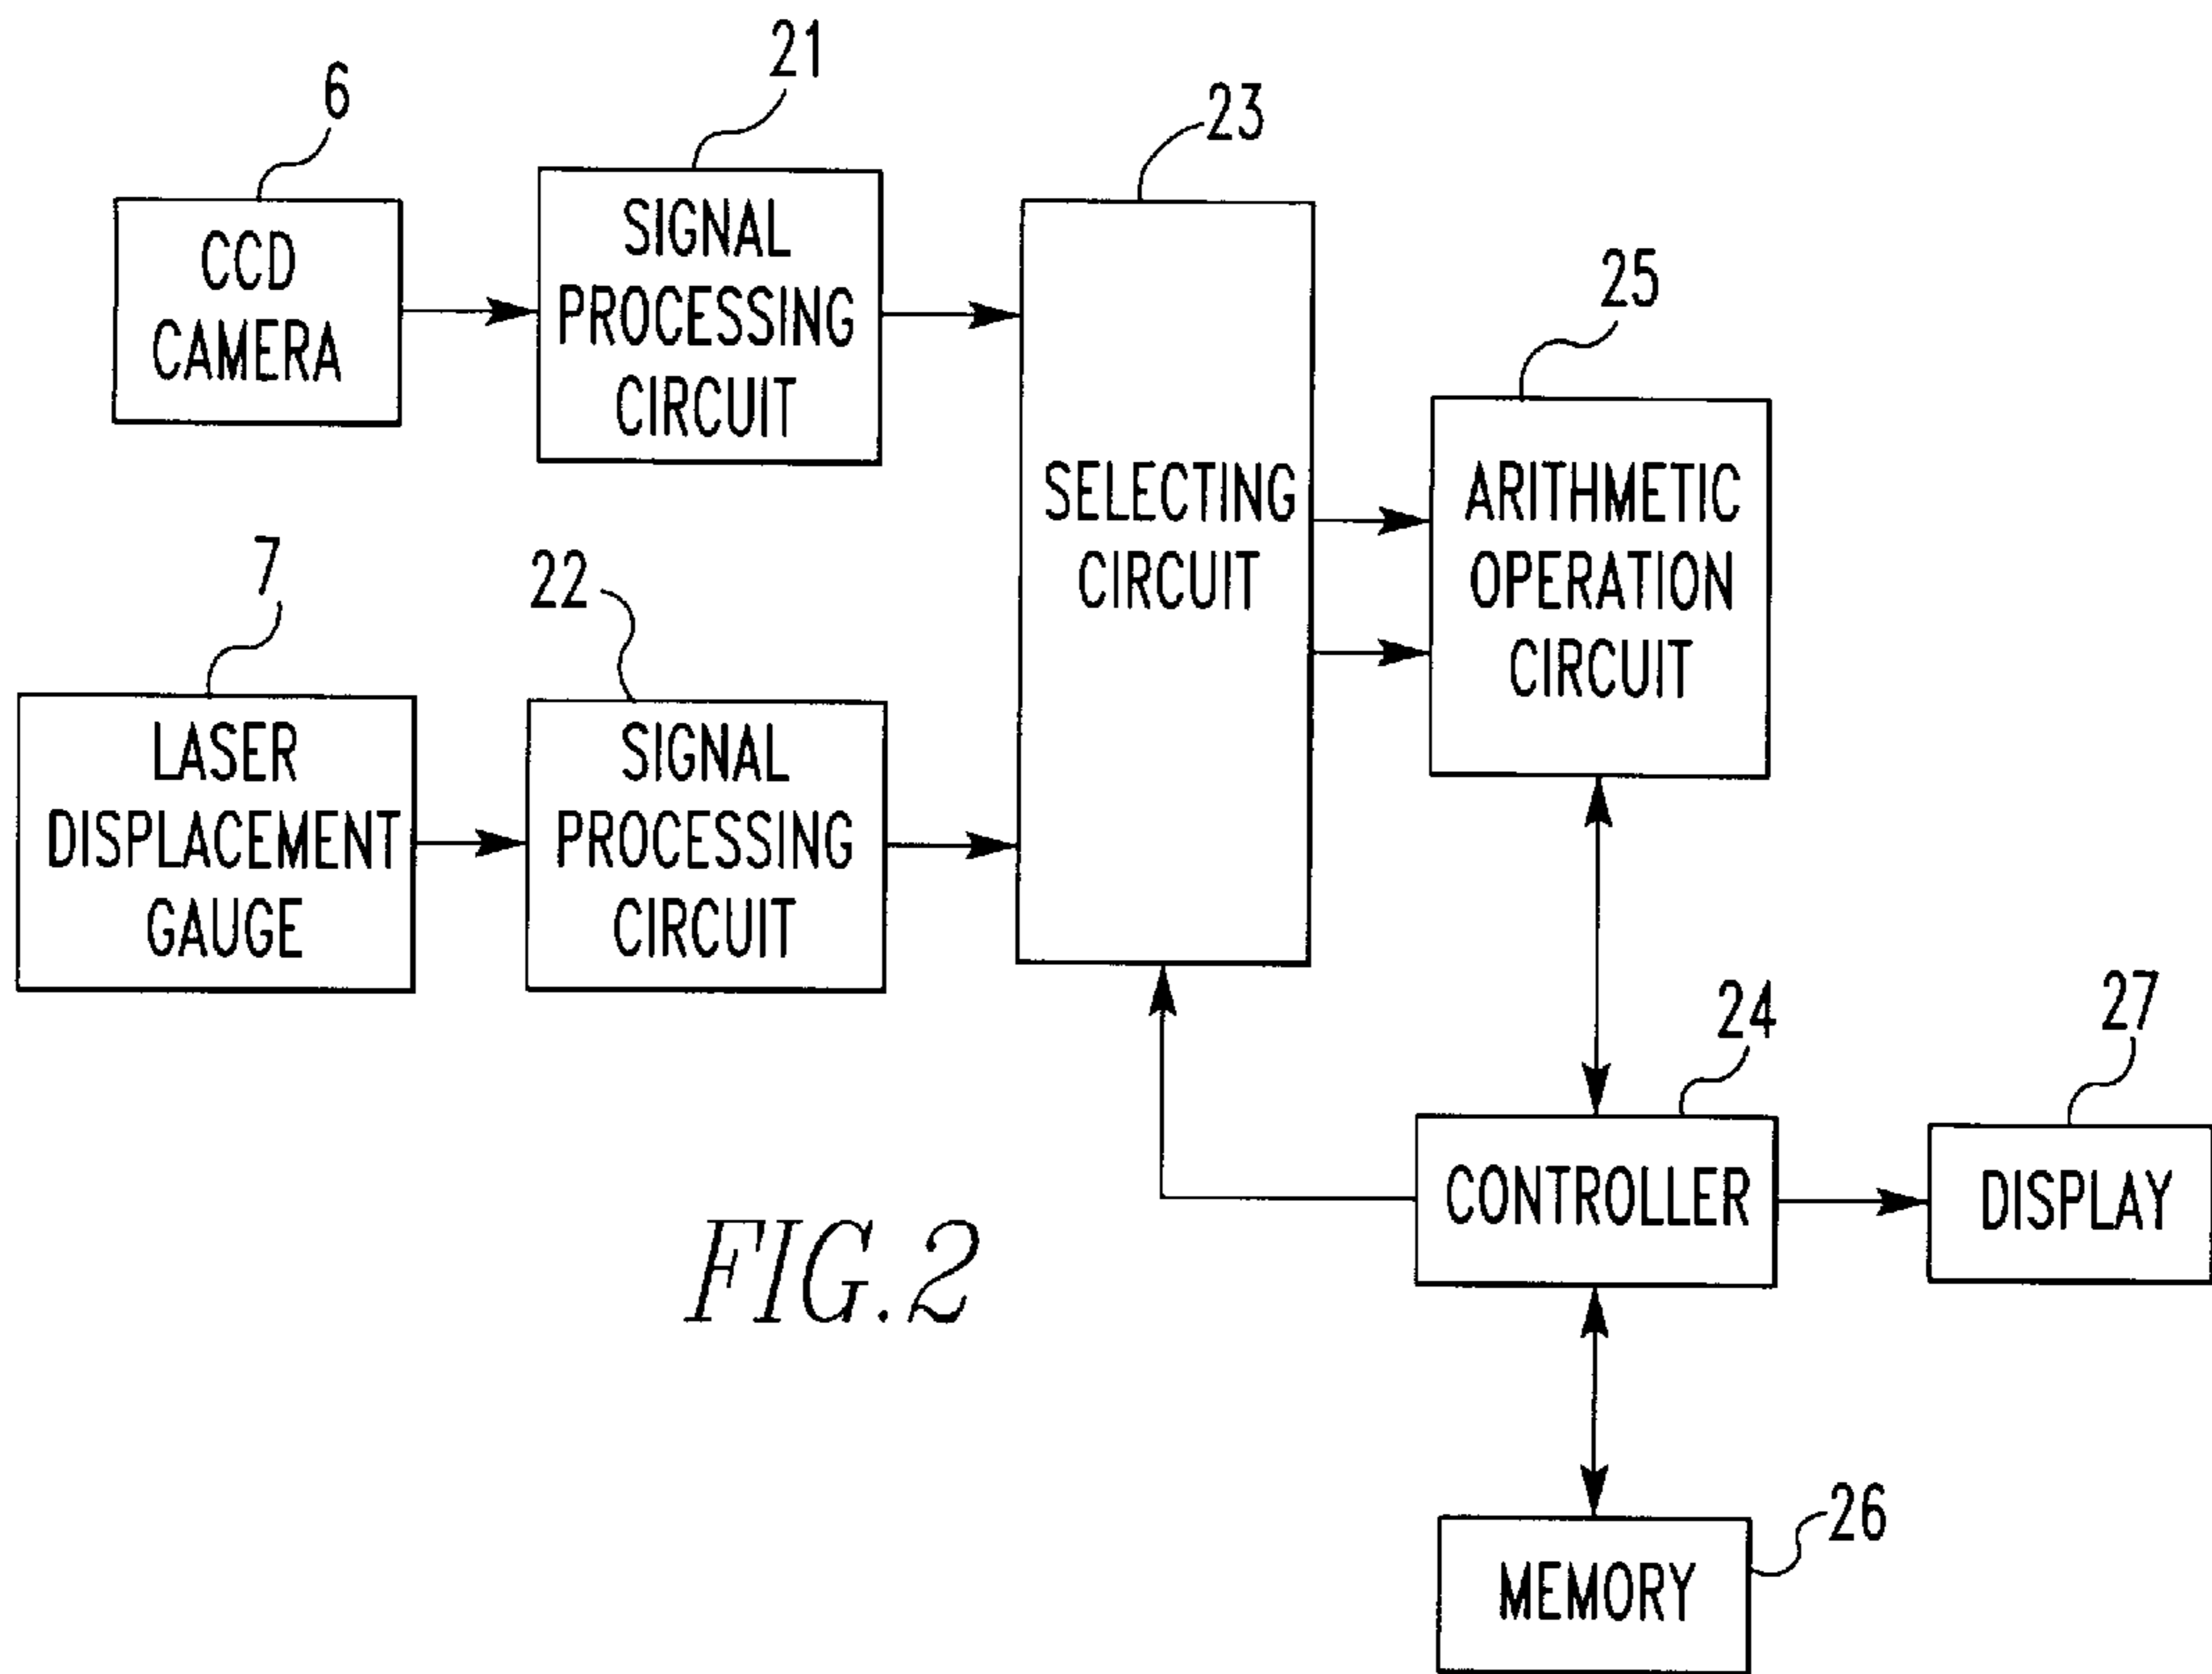 6
CCD
CAMERA
21
SIGNAL
PROCESSING
CIRCUIT
7
LASER
DISPLACEMENT
GAUGE
22
SIGNAL
PROCESSING
CIRCUIT
23
SELECTING
CIRCUIT
25
ARITHMETIC
OPERATION
CIRCUIT
24
CONTROLLER
27
DISPLAY
26
MEMORY
FIG.2